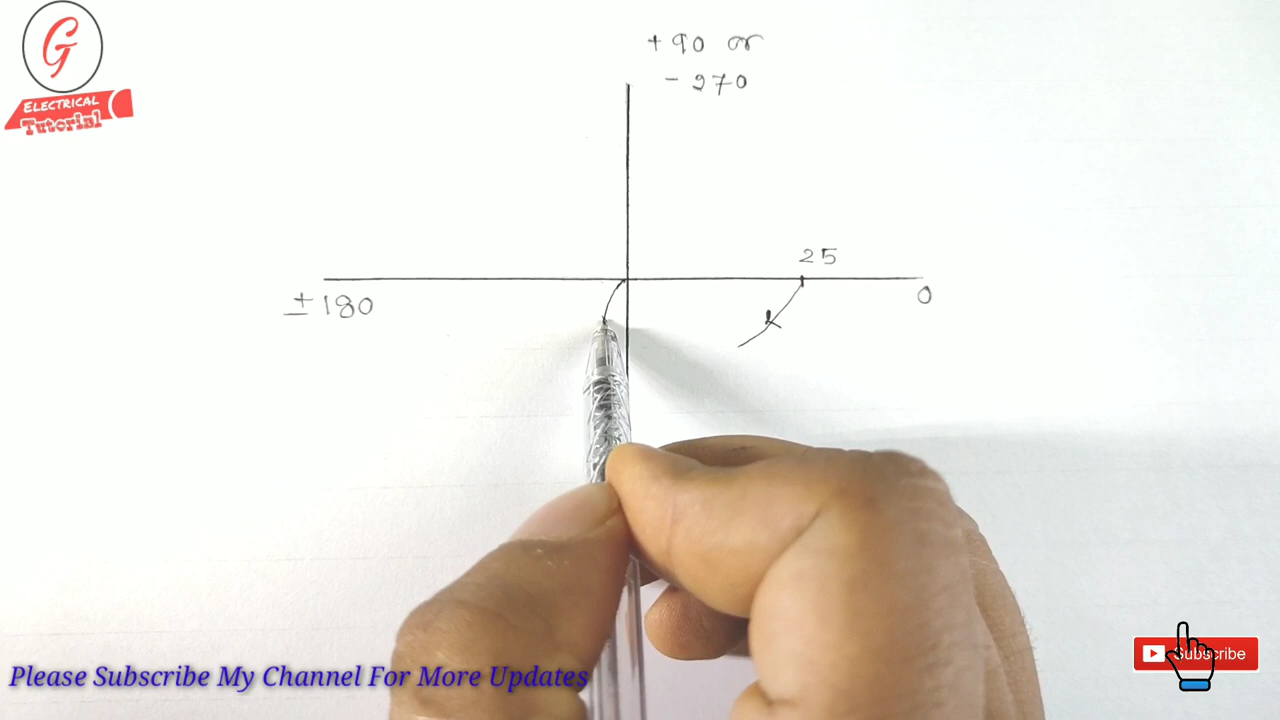 G
ELECTRICAL
Tutorial
+90 or
- 270
25
± 180
0
Please Subscribe My Channel For More Updates
Subscribe